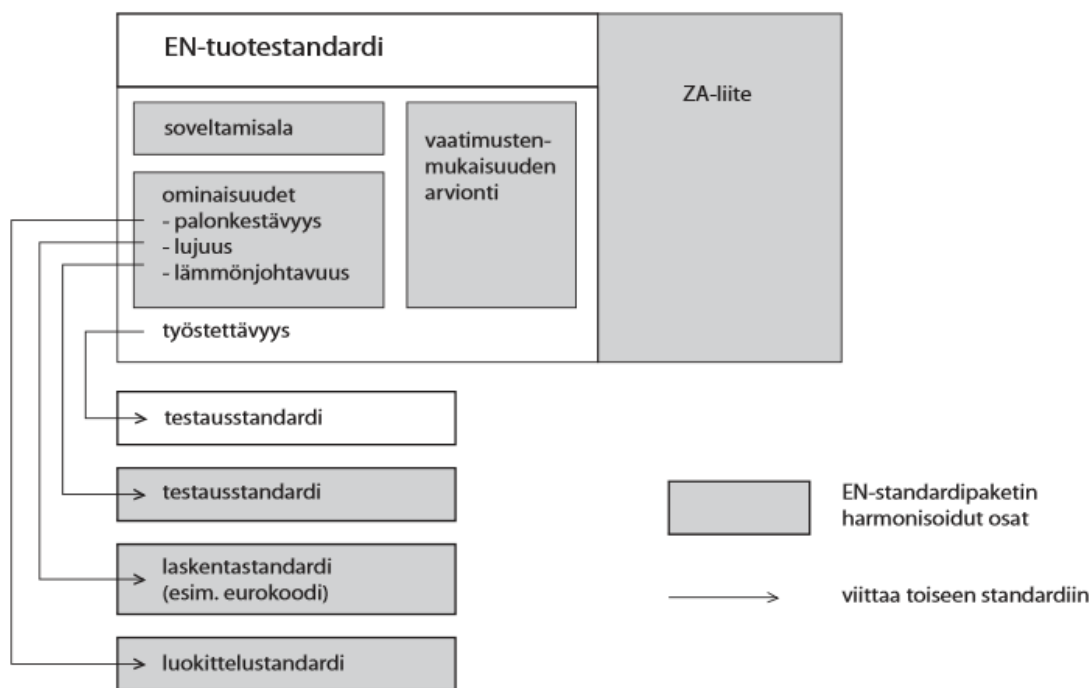 EN-tuotestandardi
ZA-liite
soveltamisala
vaatimusten-
mukaisuuden
arvionti
ominaisuudet
- palonkestävyys
- lujuus
- lämmönjohtavuus
työstettävyys
testausstandardi
testausstandardi
laskentastandardi
(esim. eurokoodi)
luokittelustandardi
EN-standardipaketin
harmonisoidut osat
viittaa toiseen standardiin